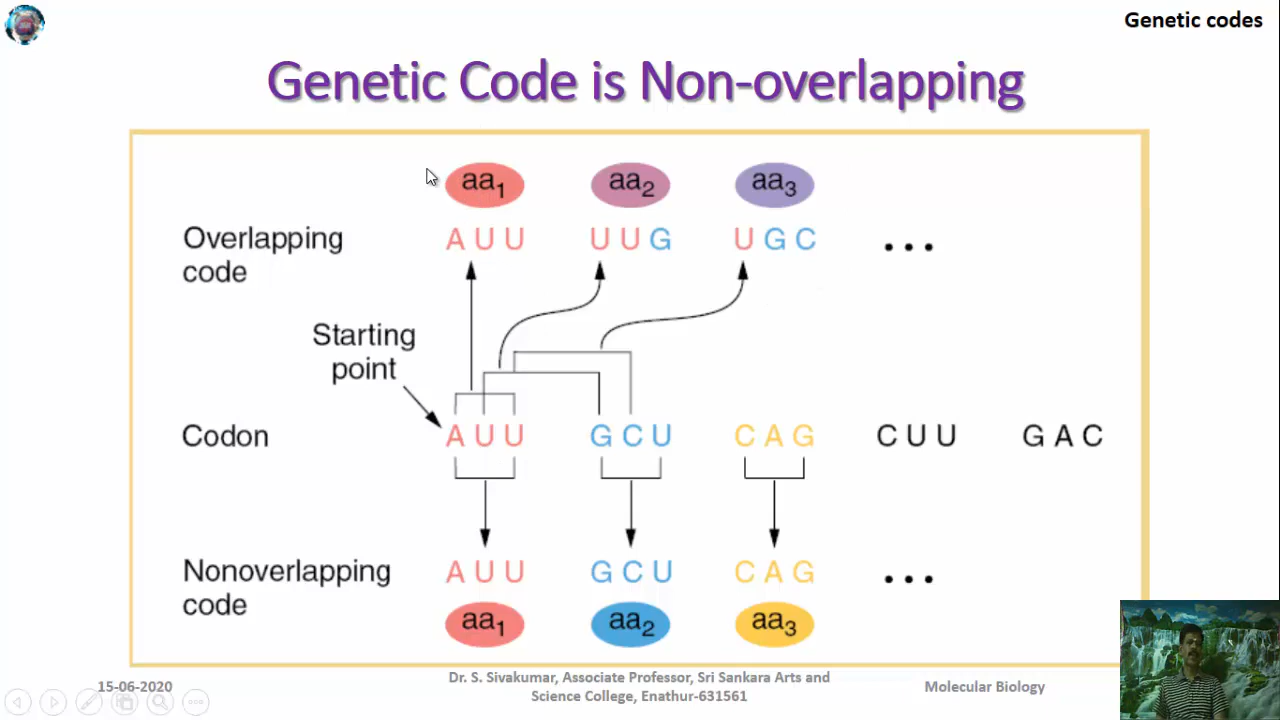 Genetic codes
Genetic Code is Non-overlapping
aa1 aa2 aa3
Overlapping code
A U U U U G U G C ...
Starting point
Codon
A U U G C U C A G C U U G A C
Nonoverlapping code
A U U G C U C A G ...
aa1 aa2 aa3
15-06-2020
Dr. S. Sivakumar, Associate Professor, Sri Sankara Arts and
Science College, Enathur-631561
Molecular Biology